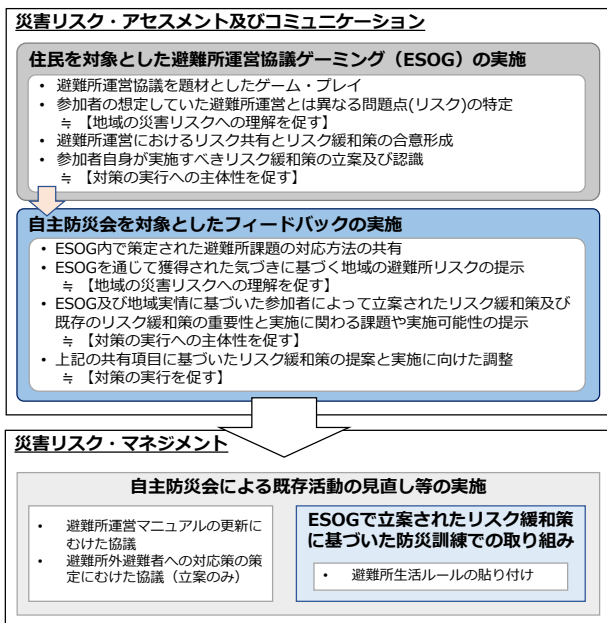 災害リスク・アセスメント及びコミュニケーション
住民を対象とした避難所運営協議ゲーミング（ESOG）の実施
• 避難所運営協議を題材としたゲーム・プレイ
• 参加者の想定していた避難所運営とは異なる問題点(リスク)の特定
≒ 【地域の災害リスクへの理解を促す】
• 避難所運営におけるリスク共有とリスク緩和策の合意形成
• 参加者自身が実施すべきリスク緩和策の立案及び認識
≒ 【対策の実行への主体性を促す】
自主防災会を対象としたフィードバックの実施
• ESOG内で策定された避難所課題の対応方法の共有
• ESOGを通じて獲得された気づきに基づく地域の避難所リスクの提示
≒ 【地域の災害リスクへの理解を促す】
• ESOG及び地域実情に基づいた参加者によって立案されたリスク緩和策及び
既存のリスク緩和策の重要性と実施に関わる課題や実施可能性の提示
≒ 【対策の実行への主体性を促す】
• 上記の共有項目に基づいたリスク緩和策の提案と実施に向けた調整
≒ 【対策の実行を促す】
災害リスク・マネジメント
自主防災会による既存活動の見直し等の実施
• 避難所運営マニュアルの更新に
むけた協議
• 避難所外避難者への対応策の策
定にむけた協議（立案のみ）
ESOGで立案されたリスク緩和策
に基づいた防災訓練での取り組み
• 避難所生活ルールの貼り付け